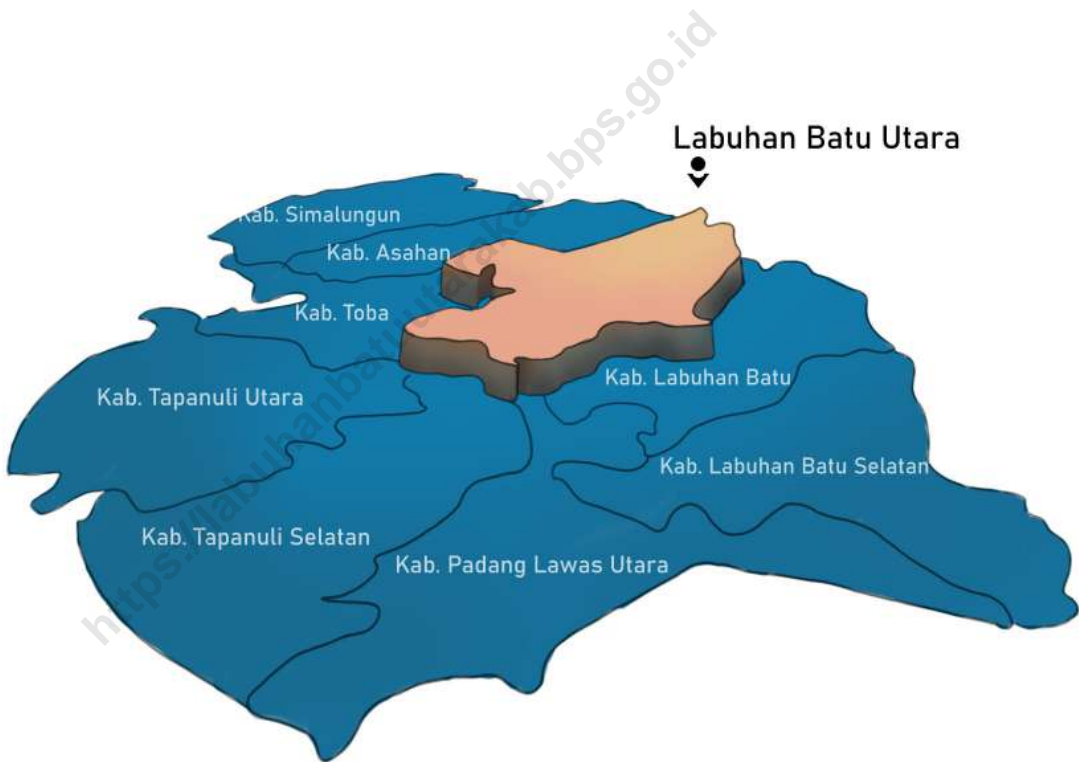 Labuhan Batu Utara
Kab. Simalungun
Kab. Asahan
Kab. Toba
Kab. Labuhan Batu
Kab. Tapanuli Utara
Kab. Labuhan Batu Selatan
Kab. Tapanuli Selatan
Kab. Padang Lawas Utara
https://labuhanbatuutarakab.bps.go.id